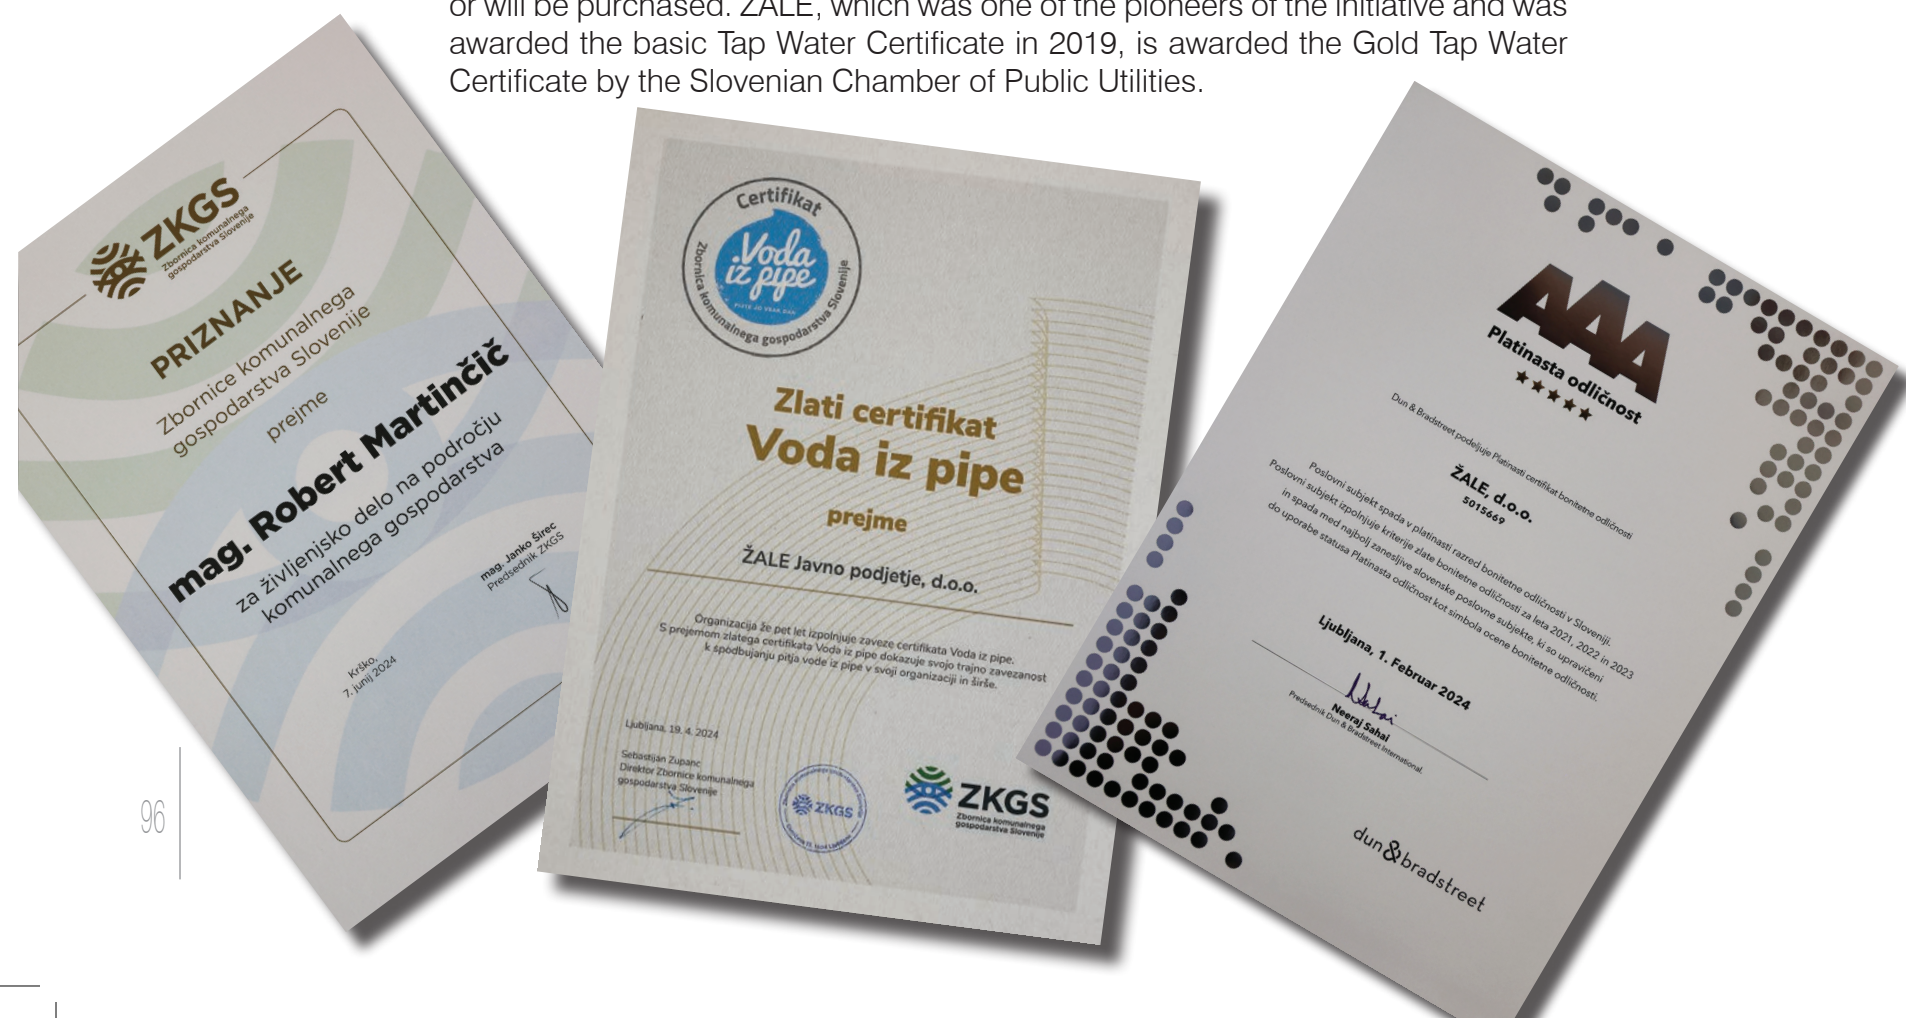 or will be purchased. ŽALE, which was one of the pioneers of the initiative and was
awarded the basic Tap Water Certificate in 2019, is awarded the Gold Tap Water
Certificate by the Slovenian Chamber of Public Utilities.
ZKGS
Zbornica komunalnega
gospodarstva Slovenije
PRIZNANJE
Zbornice komunalnega
gospodarstva Slovenije
prejme
mag. Robert Martinčič
za življenjsko delo na področju
komunalnega gospodarstva
mag. Janko Širec
Predsednik ZKGS
Krško,
7. junij 2024
Certifikat
Voda
iz pipe
PIJTE JO VSAK DAN
Zbornica komunalnega gospodarstva Slovenije
Zlati certifikat
Voda iz pipe
prejme
ŽALE Javno podjetje, d.o.o.
Organizacija že pet let izpolnjuje zaveze certifikata Voda iz pipe.
S prejemom zlatega certifikata Voda iz pipe dokazuje svojo trajno zavezanost
k spodbujanju pitja vode iz pipe v svoji organizaciji in širše.
Ljubljana, 19. 4. 2024
Sebastijan Zupanc
Direktor Zbornice komunalnega
gospodarstva Slovenije
ZKGS
ZKGS
Zbornica komunalnega
gospodarstva Slovenije
AAA
Platinasta odličnost
Dun & Bradstreet podeljuje Platinasti certifikat bonitetne odličnosti
ŽALE, d.o.o.
5015669
Poslovni subjekt spada v platinasti razred bonitetne odličnosti v Sloveniji.
Poslovni subjekt izpolnjuje kriterije zlate bonitetne odličnosti za leta 2021, 2022 in 2023
in spada med najbolj zanesljive slovenske poslovne subjekte, ki so upravičeni
do uporabe statusa Platinasta odličnost kot simbola ocene bonitetne odličnosti.
Ljubljana, 1. Februar 2024
Neeraj Sahai
Predsednik Dun & Bradstreet International
dun & bradstreet
96